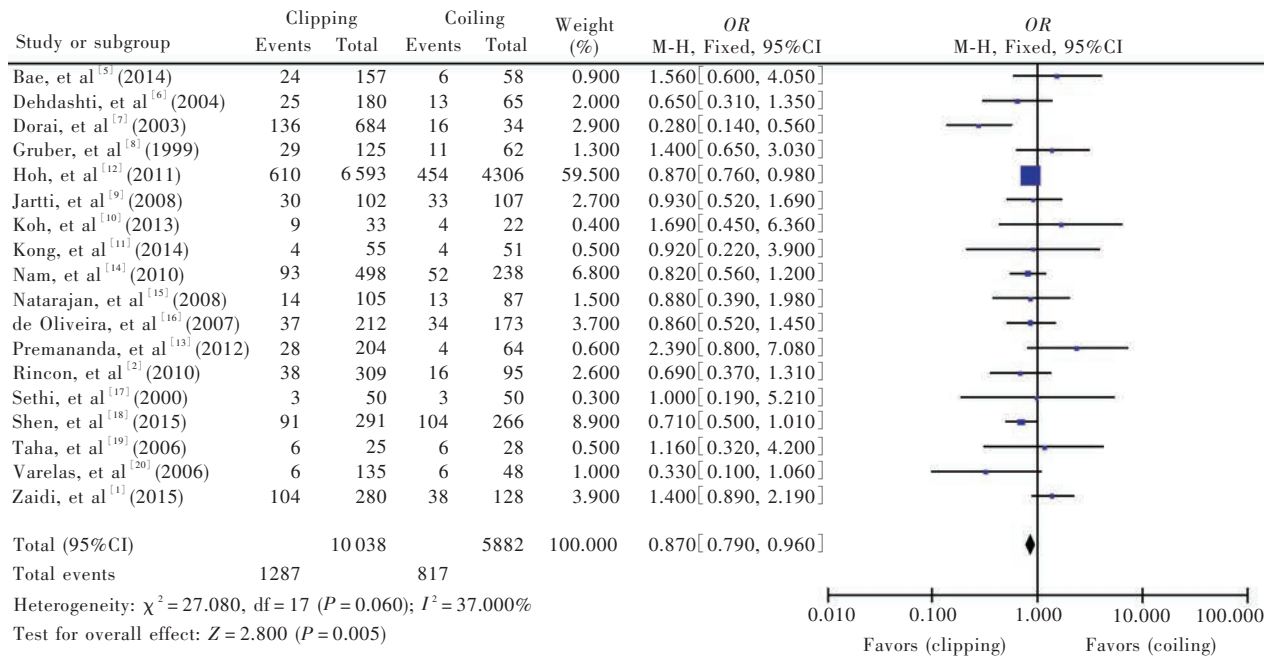 Clipping Coiling Weight OR OR
Study or subgroup Events Total Events Total (%) M-H, Fixed, 95%CI M-H, Fixed, 95%CI
Bae, et al[5](2014) 24 157 6 58 0.900 1.560[0.600, 4.050]
Dehdashti, et al[6](2004) 25 180 13 65 2.000 0.650[0.310, 1.350]
Dorai, et al[7](2003) 136 684 16 34 2.900 0.280[0.140, 0.560]
Gruber, et al[8](1999) 29 125 11 62 1.300 1.400[0.650, 3.030]
Hoh, et al[12](2011) 610 6 593 454 4306 59.500 0.870[0.760, 0.980]
Jartti, et al[9](2008) 30 102 33 107 2.700 0.930[0.520, 1.690]
Koh, et al[10](2013) 9 33 4 22 0.400 1.690[0.450, 6.360]
Kong, et al[11](2014) 4 55 4 51 0.500 0.920[0.220, 3.900]
Nam, et al[14](2010) 93 498 52 238 6.800 0.820[0.560, 1.200]
Natarajan, et al[15](2008) 14 105 13 87 1.500 0.880[0.390, 1.980]
de Oliveira, et al[16](2007) 37 212 34 173 3.700 0.860[0.520, 1.450]
Premananda, et al[13](2012) 28 204 4 64 0.600 2.390[0.800, 7.080]
Rincon, et al[2](2010) 38 309 16 95 2.600 0.690[0.370, 1.310]
Sethi, et al[17](2000) 3 50 3 50 0.300 1.000[0.190, 5.210]
Shen, et al[18](2015) 91 291 104 266 8.900 0.710[0.500, 1.010]
Taha, et al[19](2006) 6 25 6 28 0.500 1.160[0.320, 4.200]
Varelas, et al[20](2006) 6 135 6 48 1.000 0.330[0.100, 1.060]
Zaidi, et al[1](2015) 104 280 38 128 3.900 1.400[0.890, 2.190]
Total (95%CI) 10 038 5882 100.000 0.870[0.790, 0.960]
Total events 1287 817
Heterogeneity: χ² = 27.080, df = 17 (P = 0.060); I² = 37.000%
Test for overall effect: Z = 2.800 (P = 0.005)
0.010 0.100 1.000 10.000 100.000
Favors (clipping) Favors (coiling)